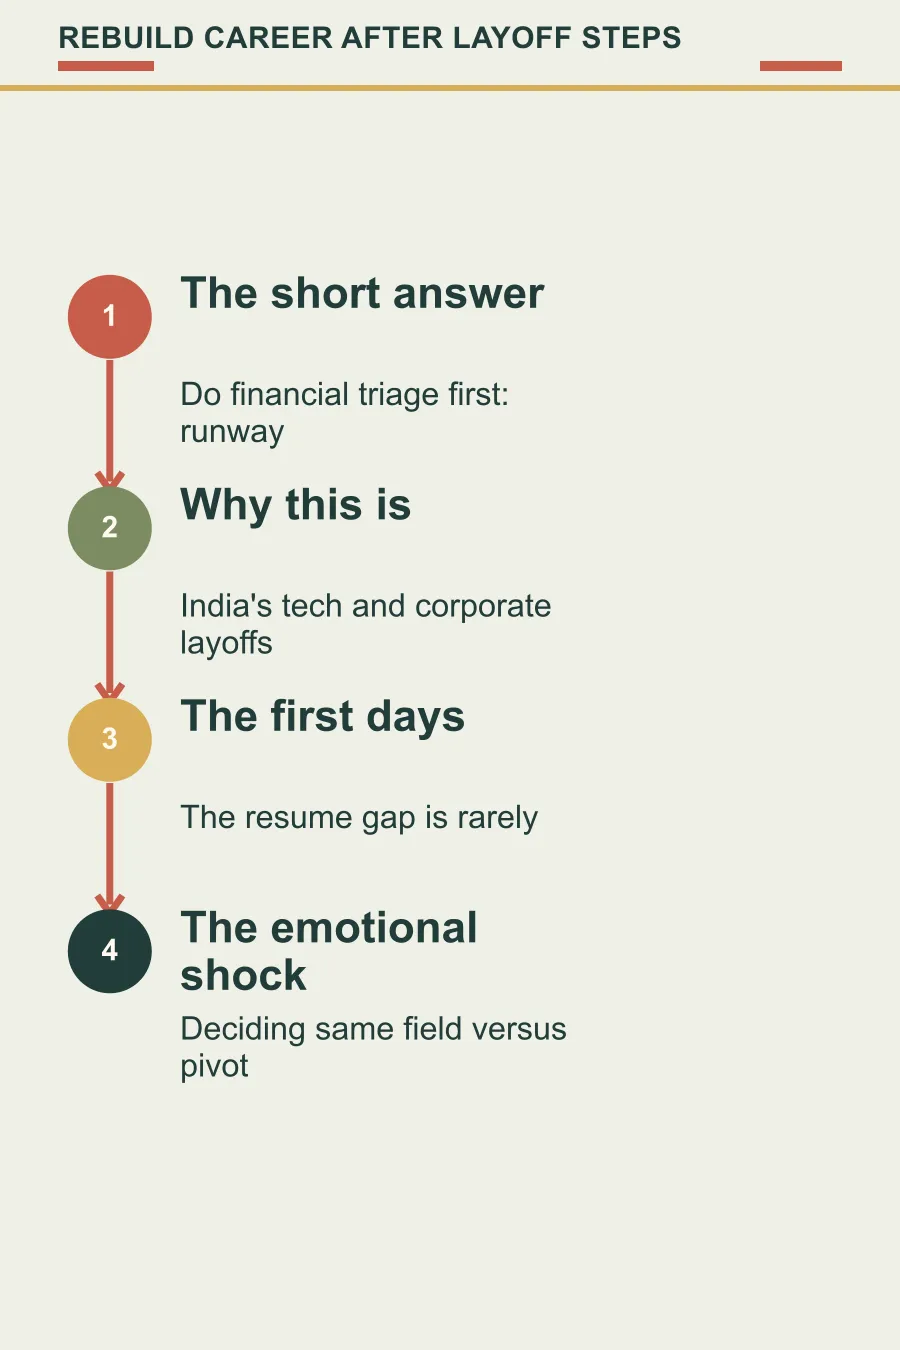 REBUILD CAREER AFTER LAYOFF STEPS
1
The short answer
Do financial triage first:
runway
2
Why this is
India's tech and corporate
layoffs
3
The first days
The resume gap is rarely
4
The emotional
shock
Deciding same field versus
pivot